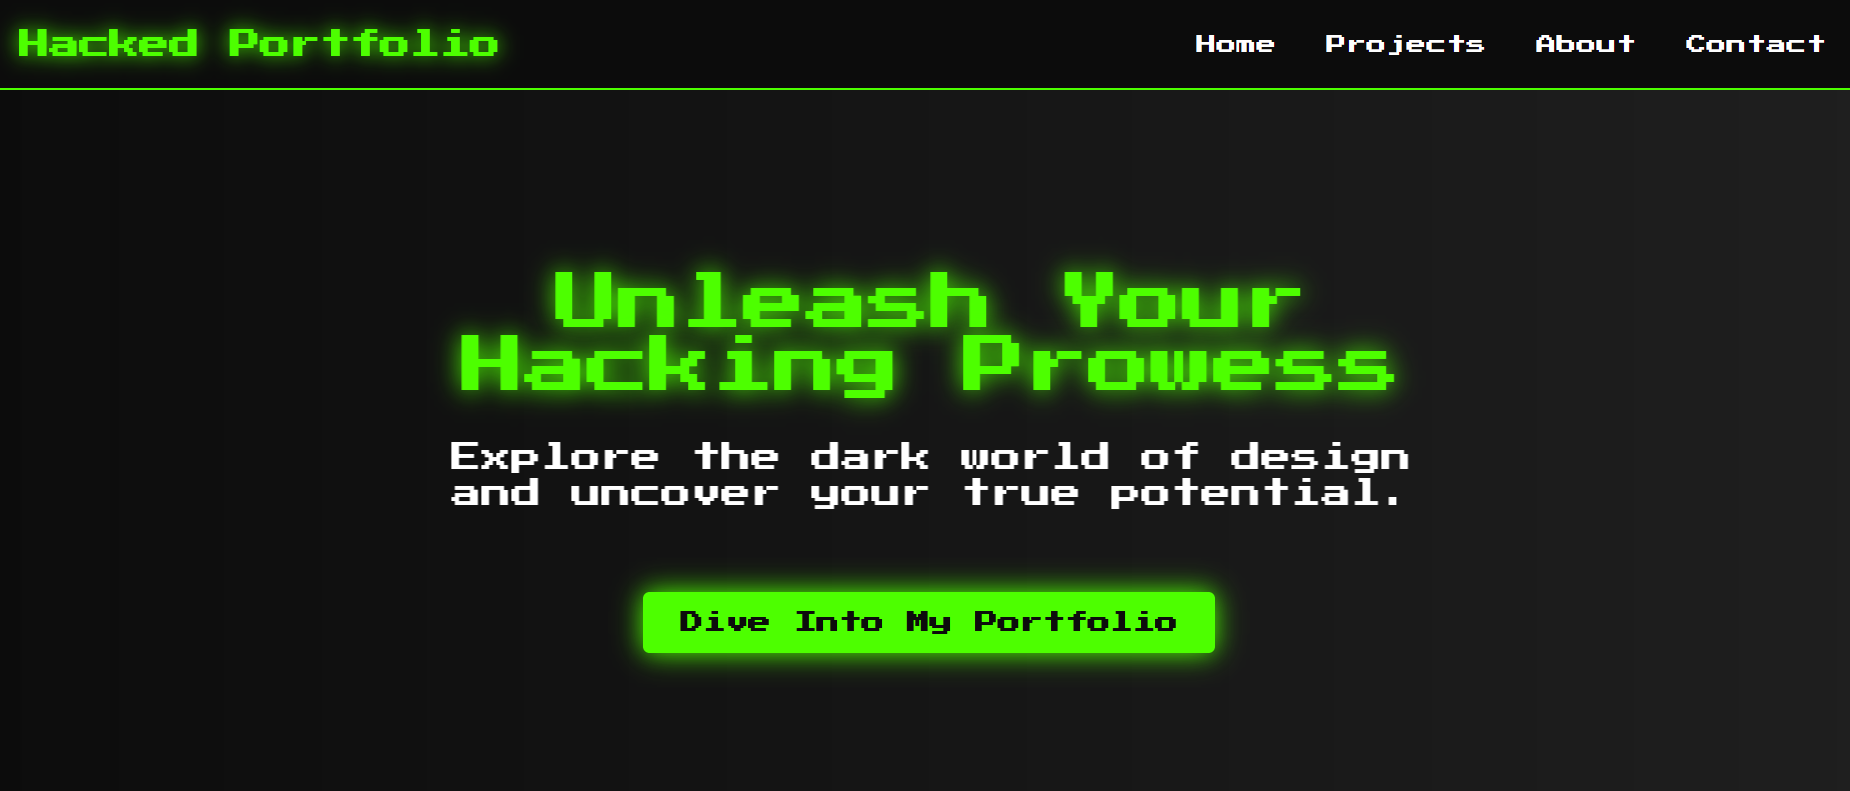 Hacked Portfolio
Home Projects About Contact
Unleash Your
Hacking Prowess
Explore the dark world of design
and uncover your true potential.
Dive Into My Portfolio